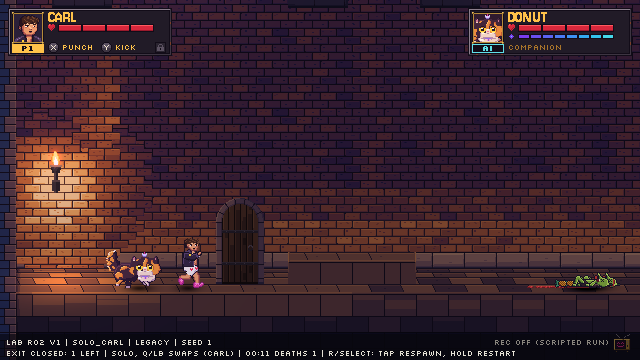 CARL
P1
X PUNCH Y KICK
DONUT
AI
COMPANION
LAB R02 V1 | SOLO_CARL | LEGACY | SEED 1
REC OFF (SCRIPTED RUN)
EXIT CLOSED: 1 LEFT | SOLO, Q/LB SWAPS (CARL) | 00:11 DEATHS 1 | R/SELECT: TAP RESPAWN, HOLD RESTART